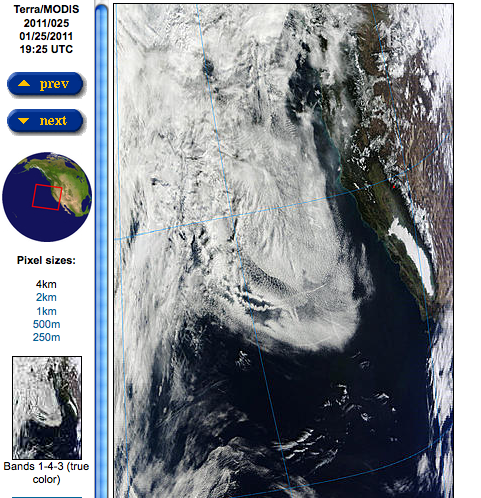 Terra/MODIS
2011/025
01/25/2011
19:25 UTC
prev
next
Pixel sizes:
4km
2km
1km
500m
250m
Bands 1-4-3 (true
color)